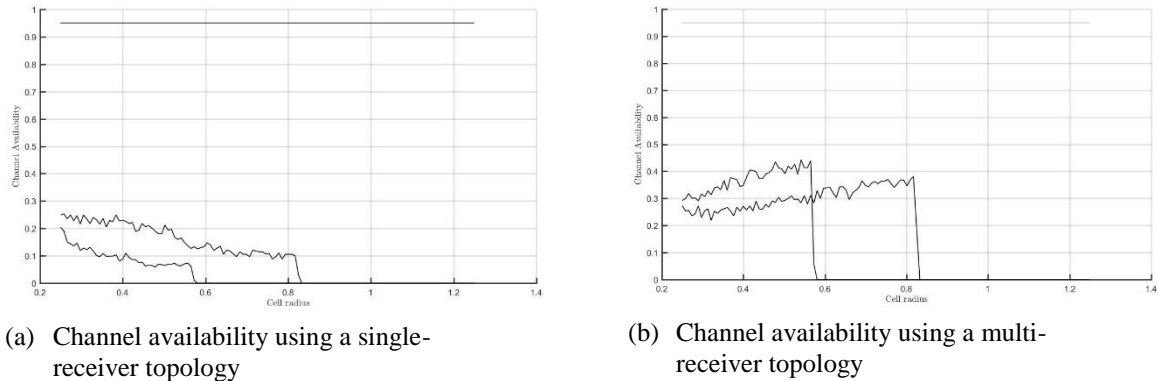 1
0.9
0.8
0.7
0.6
0.5
0.4
0.3
0.2
0.1
0
Channel Availability
0.2 0.4 0.6 0.8 1 1.2 1.4
Cell radius
(a) Channel availability using a single-
receiver topology
1
0.9
0.8
0.7
0.6
0.5
0.4
0.3
0.2
0.1
0
Channel Availability
0.2 0.4 0.6 0.8 1 1.2 1.4
Cell radius
(b) Channel availability using a multi-
receiver topology